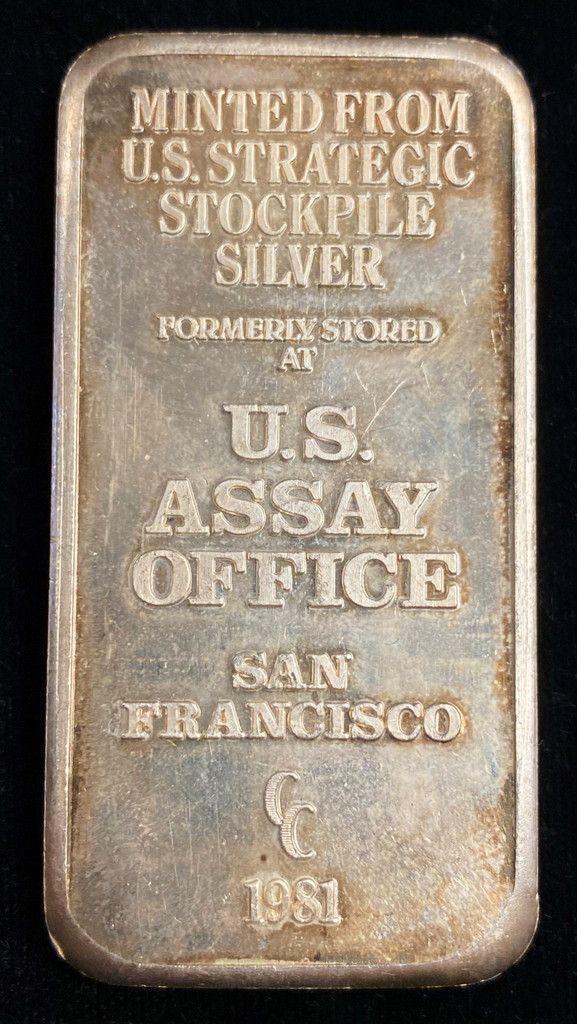 MINTED FROM
U.S. STRATEGIC
STOCKPILE
SILVER
FORMERLY STORED
AT
U.S.
ASSAY
OFFICE
SAN
FRANCISCO
CC
1981